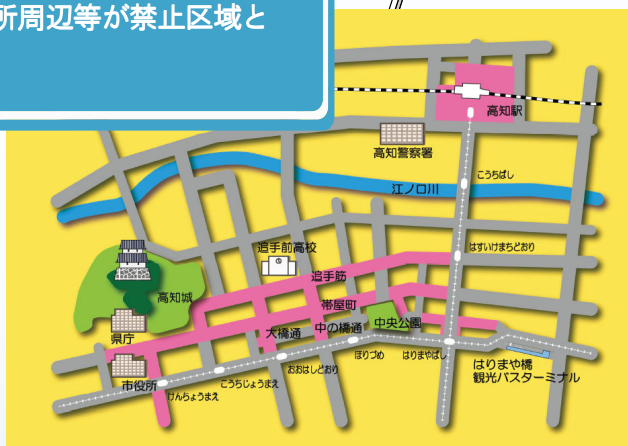 所周辺等が禁止区域と
高知駅
高知警察署
こうちばし
江ノ口川
はすいけまちどおり
追手前高校
追手筋
高知城
帯屋町
大橋通
中の橋通
中央公園
県庁
市役所
ほりづめ
はりまやばし
はりまや橋
観光バスターミナル
おおはしどおり
こうちじょうまえ
けんちょうまえ